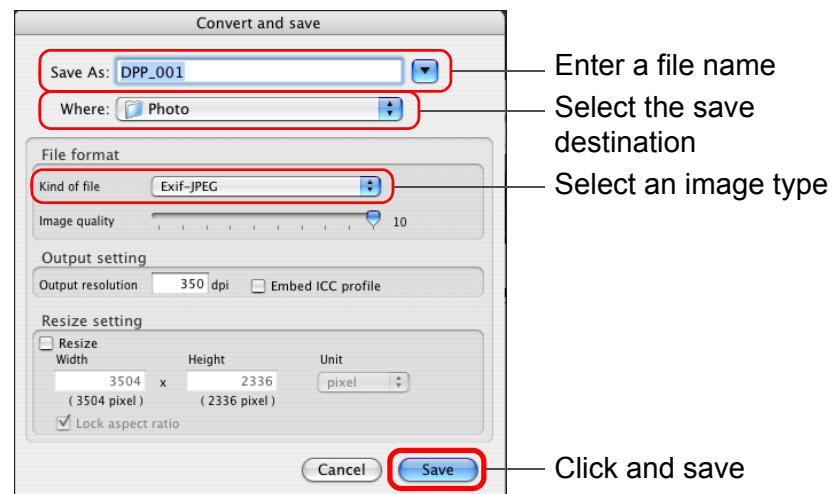 Convert and save
Save As: DPP_001
Enter a file name
Where: Photo
Select the save
destination
File format
Kind of file Exif-JPEG
Select an image type
Image quality 10
Output setting
Output resolution 350 dpi Embed ICC profile
Resize setting
Resize
Width Height Unit
3504 x 2336 pixel
( 3504 pixel ) ( 2336 pixel )
Lock aspect ratio
Cancel Save
Click and save